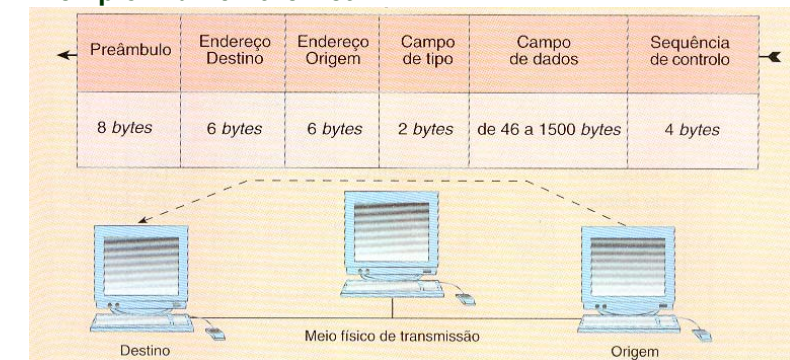 Preâmbulo
Endereço
Destino
Endereço
Origem
Campo
de tipo
Campo
de dados
Sequência
de controlo
8 bytes
6 bytes
6 bytes
2 bytes
de 46 a 1500 bytes
4 bytes
Meio físico de transmissão
Destino
Origem